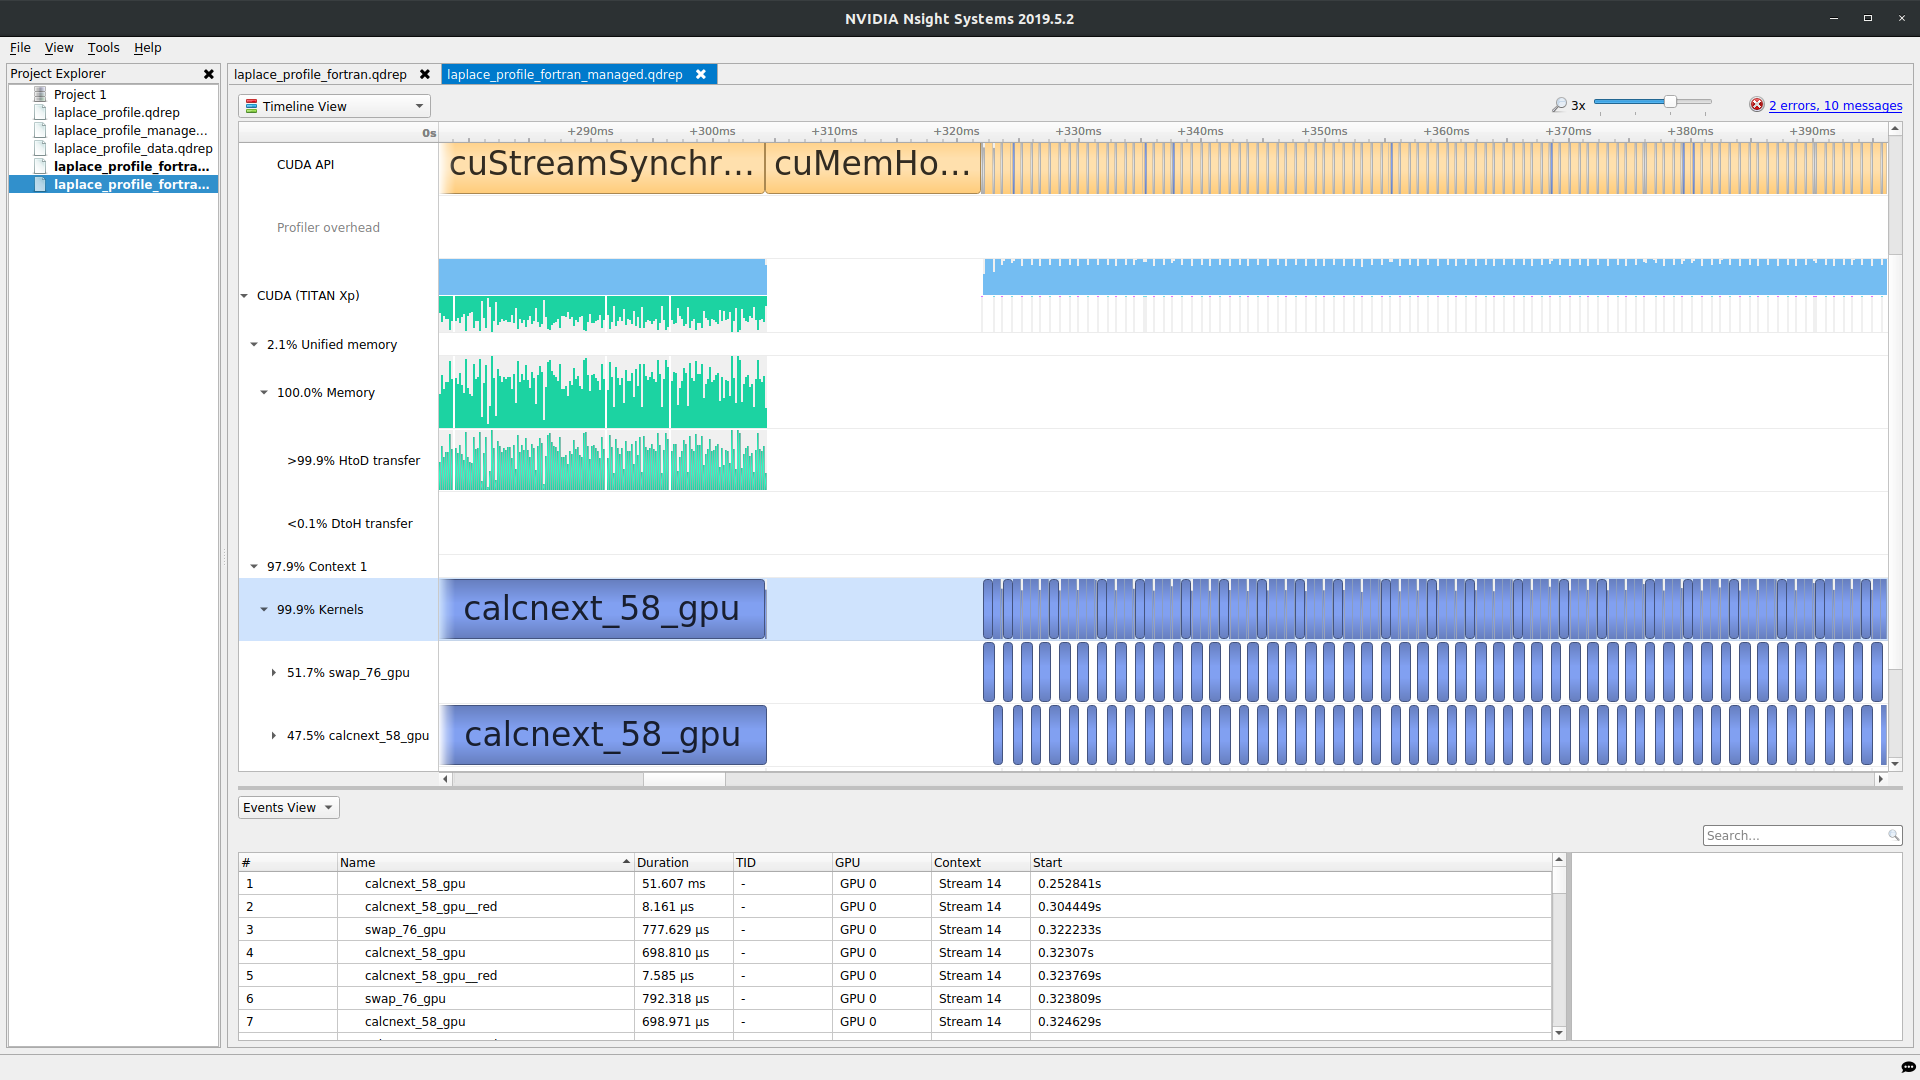 NVIDIA Nsight Systems 2019.5.2
File View Tools Help
Project Explorer
Project 1
laplace_profile.qdrep
laplace_profile_manage...
laplace_profile_data.qdrep
laplace_profile_fortra...
laplace_profile_fortra...
laplace_profile_fortran.qdrep
laplace_profile_fortran_managed.qdrep
Timeline View
3x
2 errors, 10 messages
0s +290ms +300ms +310ms +320ms +330ms +340ms +350ms +360ms +370ms +380ms +390ms
CUDA API
cuStreamSynchr... cuMemHo...
Profiler overhead
CUDA (TITAN Xp)
2.1% Unified memory
100.0% Memory
>99.9% HtoD transfer
<0.1% DtoH transfer
97.9% Context 1
99.9% Kernels
calcnext_58_gpu
51.7% swap_76_gpu
47.5% calcnext_58_gpu
calcnext_58_gpu
Events View
Search...
# Name Duration TID GPU Context Start
1 calcnext_58_gpu 51.607 ms - GPU 0 Stream 14 0.252841s
2 calcnext_58_gpu__red 8.161 μs - GPU 0 Stream 14 0.304449s
3 swap_76_gpu 777.629 μs - GPU 0 Stream 14 0.322233s
4 calcnext_58_gpu 698.810 μs - GPU 0 Stream 14 0.32307s
5 calcnext_58_gpu__red 7.585 μs - GPU 0 Stream 14 0.323769s
6 swap_76_gpu 792.318 μs - GPU 0 Stream 14 0.323809s
7 calcnext_58_gpu 698.971 μs - GPU 0 Stream 14 0.324629s